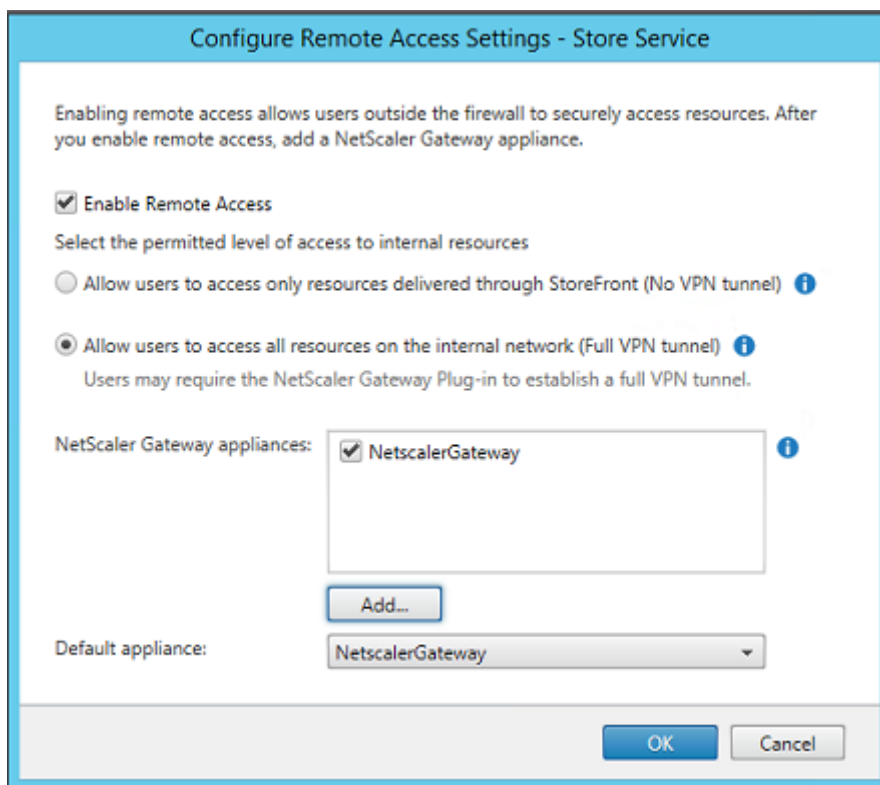 Configure Remote Access Settings - Store Service
Enabling remote access allows users outside the firewall to securely access resources. After
you enable remote access, add a NetScaler Gateway appliance.
Enable Remote Access
Select the permitted level of access to internal resources
Allow users to access only resources delivered through StoreFront (No VPN tunnel)
Allow users to access all resources on the internal network (Full VPN tunnel)
Users may require the NetScaler Gateway Plug-in to establish a full VPN tunnel.
NetScaler Gateway appliances:
NetscalerGateway
Add...
Default appliance:
NetscalerGateway
OK
Cancel